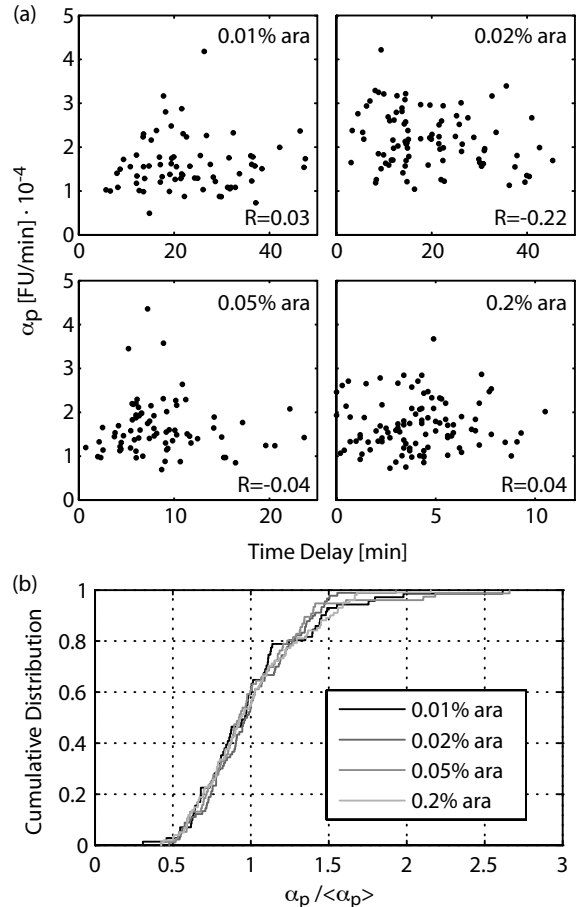 (a)
0.01% ara
0.02% ara
5
4
3
2
1
0
R=0.03
R=-0.22
0 20 40
0 20 40
αp [FU/min] · 10⁻⁴
0.05% ara
0.2% ara
5
4
3
2
1
0
R=-0.04
R=0.04
0 10 20
0 5 10
Time Delay [min]
(b)
Cumulative Distribution
1
0.8
0.6
0.4
0.2
0
0.01% ara
0.02% ara
0.05% ara
0.2% ara
0 0.5 1 1.5 2 2.5 3
αp /<αp>